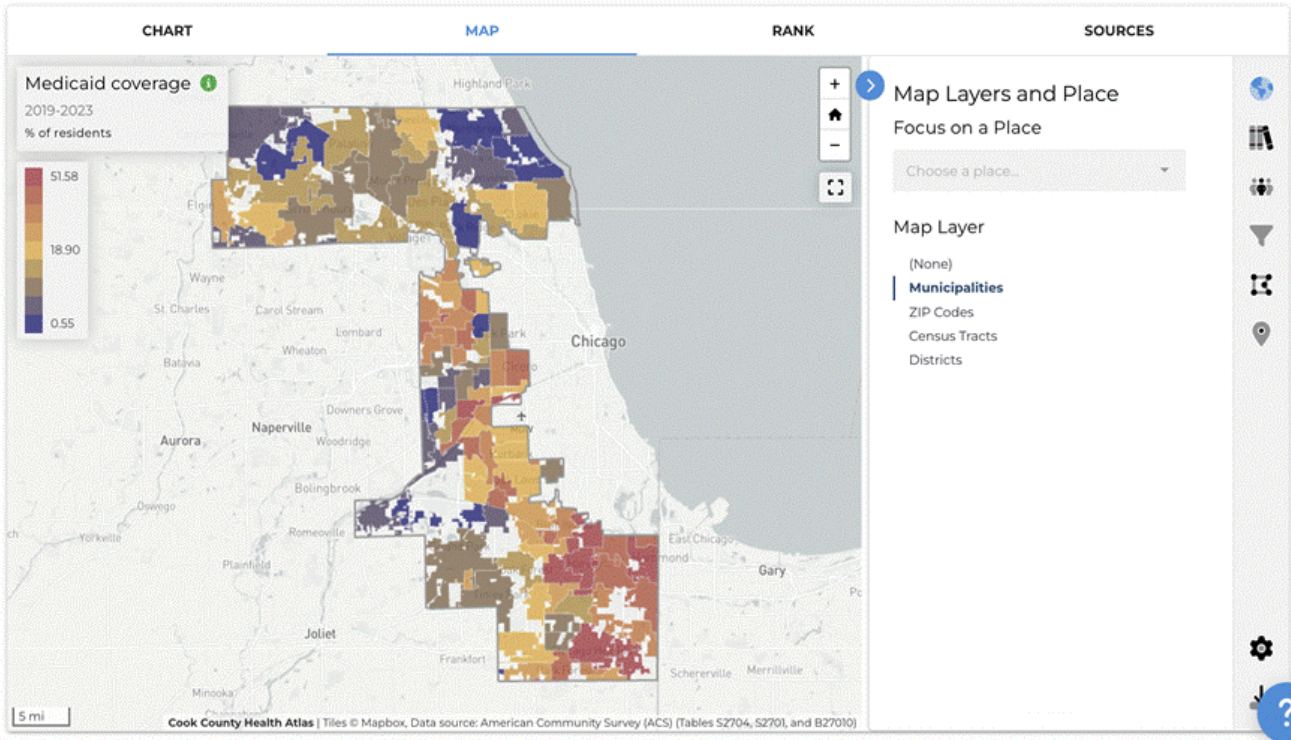 CHART
MAP
RANK
SOURCES
Medicaid coverage
2019-2023
% of residents
51.58
18.90
0.55
Highland Park
Elgin
Wayne
St. Charles
Carol Stream
Lombard
Wheaton
Batavia
Chicago
Cicero
Downers Grove
Naperville
Aurora
Woodridge
Bolingbrook
Oswego
Romeoville
Yorkville
Plainfield
East Chicago
Gary
Joliet
Frankfort
Schererville
Merrillville
Minooka
5 mi
Cook County Health Atlas | Tiles © Mapbox, Data source: American Community Survey (ACS) (Tables S2704, S2701, and B27010)
+
−
Map Layers and Place
Focus on a Place
Choose a place...
Map Layer
(None)
Municipalities
ZIP Codes
Census Tracts
Districts
?